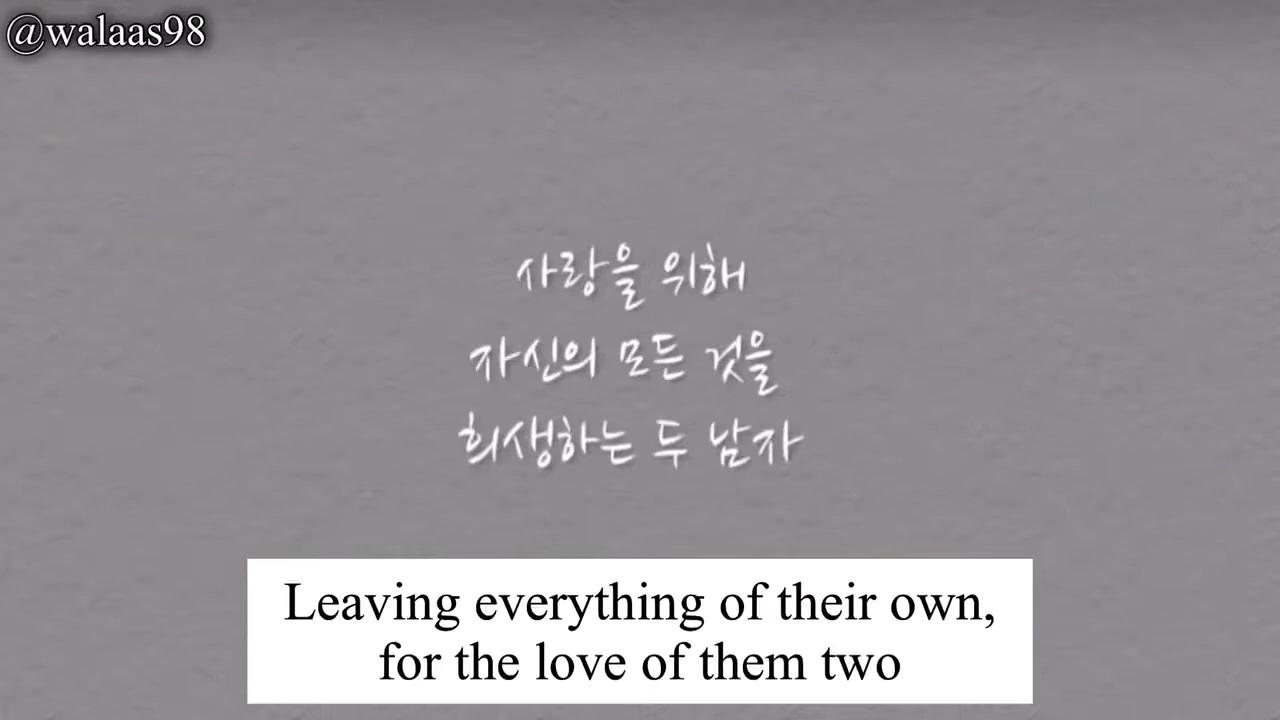 @walaas98
사랑을 위해
자신의 모든 것을
희생하는 두 남자
Leaving everything of their own,
for the love of them two